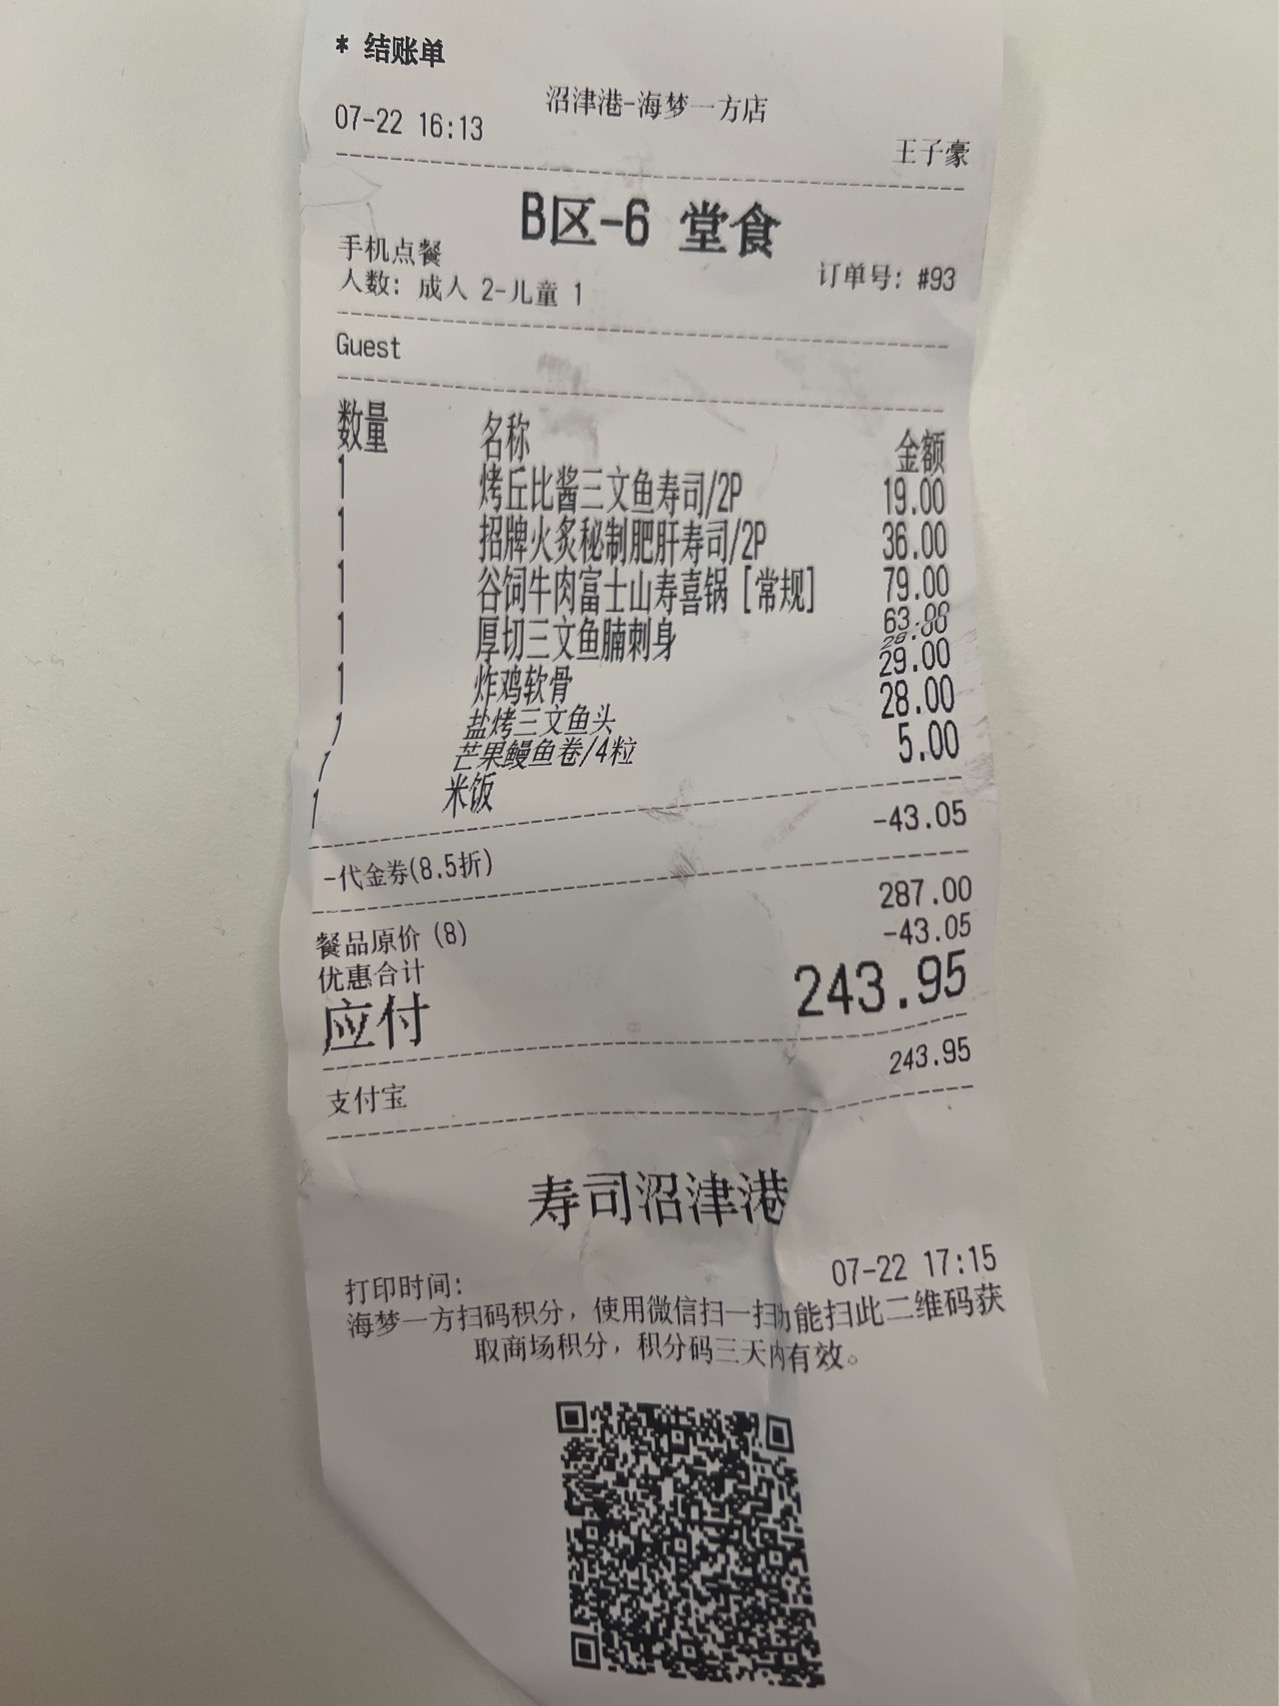 * 结账单
沼津港-海梦一方店
07-22 16:13 王子豪
B区-6 堂食
手机点餐
人数: 成人 2-儿童 1 订单号: #93
Guest
数量 名称 金额
1 烤丘比酱三文鱼寿司/2P 19.00
1 招牌火炙秘制肥肝寿司/2P 36.00
1 谷饲牛肉富士山寿喜锅[常规] 79.00
1 厚切三文鱼腩刺身 63.00
1 炸鸡软骨 28.00
1 盐烤三文鱼头 29.00
1 芒果鳗鱼卷/4粒 28.00
1 米饭 5.00
-代金券(8.5折) -43.05
餐品原价 (8) 287.00
优惠合计 -43.05
应付 243.95
支付宝 243.95
寿司沼津港
打印时间: 07-22 17:15
海梦一方扫码积分，使用微信扫一扫功能扫此二维码获
取商场积分，积分码三天内有效。